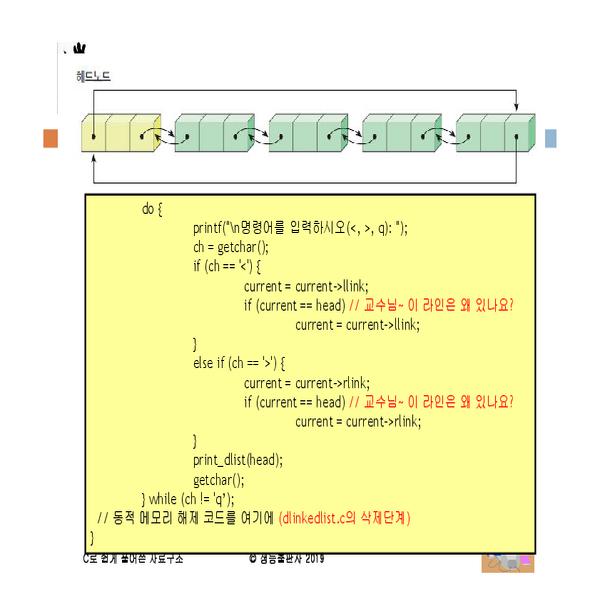 헤드노드
do {
printf("\n명령어를 입력하시오(<, >, q): ");
ch = getchar();
if (ch == '<') {
current = current->llink;
if (current == head) // 교수님~ 이 라인은 왜 있나요?
current = current->llink;
}
else if (ch == '>') {
current = current->rlink;
if (current == head) // 교수님~ 이 라인은 왜 있나요?
current = current->rlink;
}
print_dlist(head);
getchar();
} while (ch != 'q');
// 동적 메모리 해제 코드를 여기에 (dlinkedlist.c의 삭제단계)
}
C로 쉽게 풀어쓴 자료구조 © 생능출판사 2019